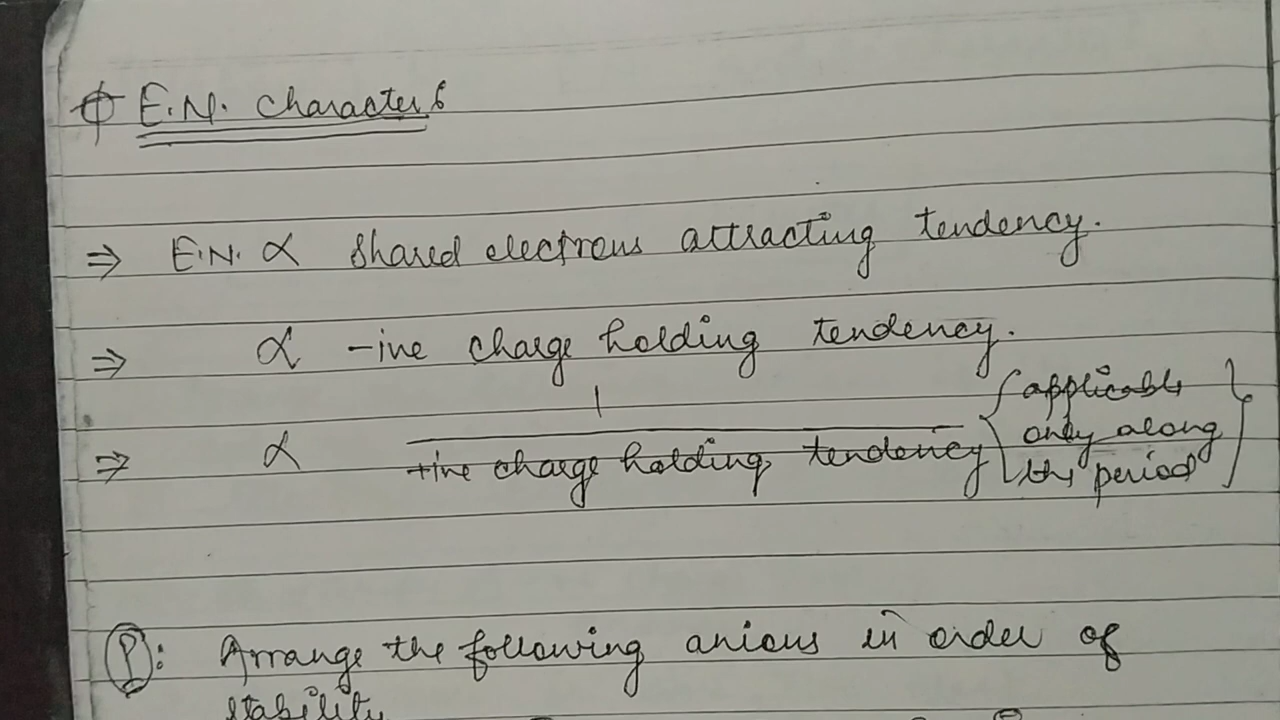 E.N. character:
⇒ E.N. ∝ shared electrons attracting tendency.
⇒ ∝ -ive charge holding tendency.
⇒ ∝ 1 / +ive charge holding tendency {applicable only along the period}
(P): Arrange the following anions in order of
stability